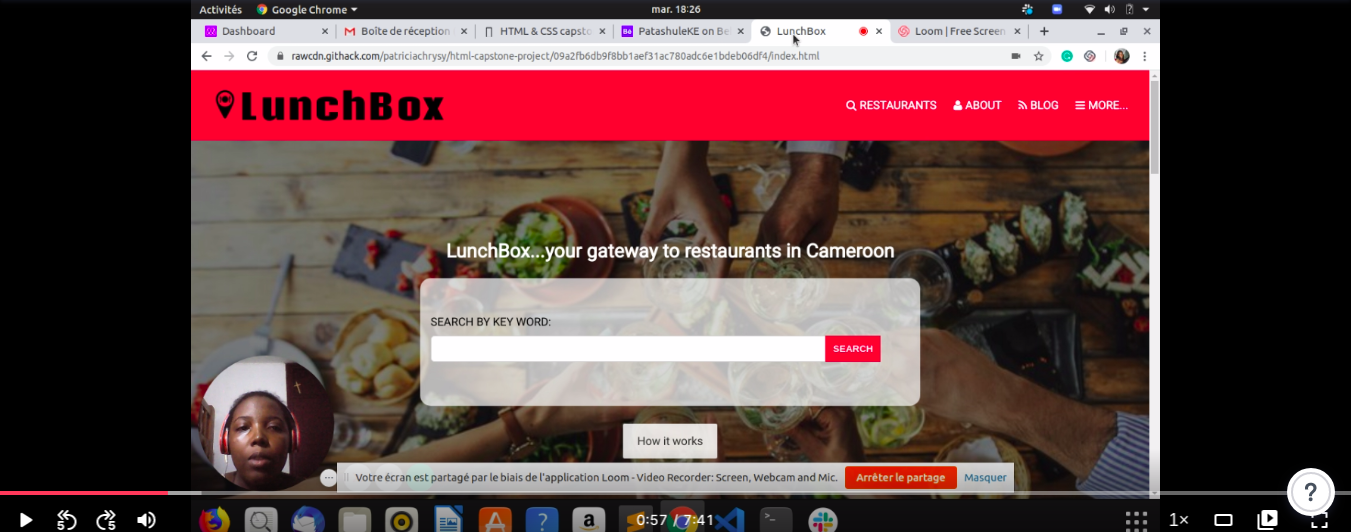 Activités
Google Chrome
mar. 18:26
Dashboard
Boîte de réception
HTML & CSS capsto
PatashuleKE on Be
LunchBox
Loom | Free Screen
rawcdn.githack.com/patriciachrysy/html-capstone-project/09a2fb6db9f8bb1aef31ac780adc6e1bdeb06df4/index.html
LunchBox
RESTAURANTS
ABOUT
BLOG
MORE...
LunchBox...your gateway to restaurants in Cameroon
SEARCH BY KEY WORD:
SEARCH
How it works
Votre écran est partagé par le biais de l'application Loom - Video Recorder: Screen, Webcam and Mic.
Arrêter le partage
Masquer
5
5
0:57 / 7:41
1×
?